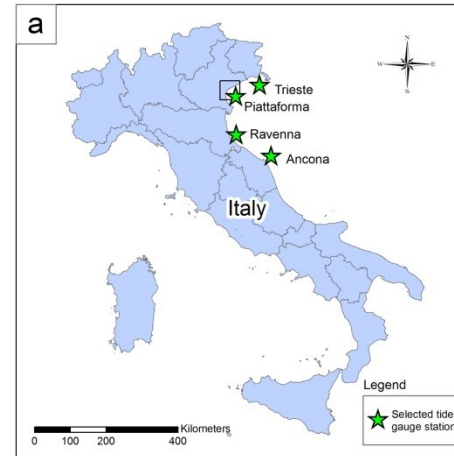 a
N
W
E
S
Trieste
Piattaforma
Ravenna
Ancona
Italy
Legend
Selected tide
gauge station
Kilometers
0 100 200 400